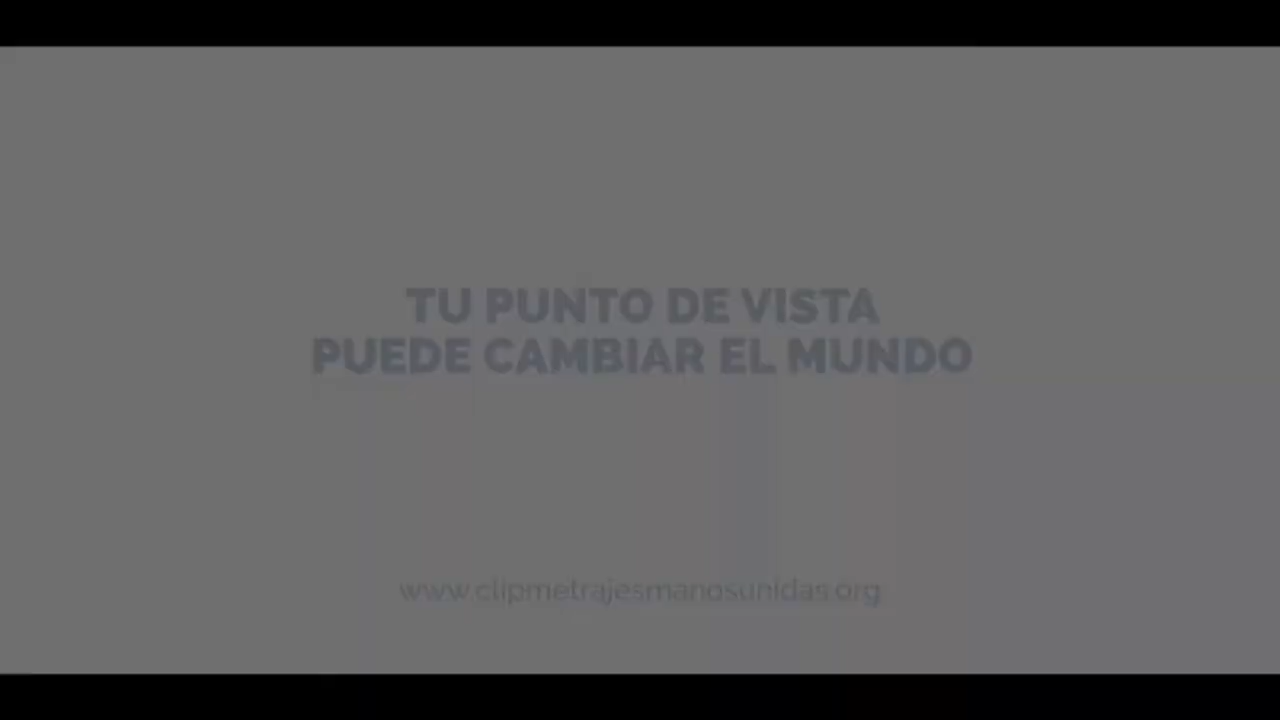 TU PUNTO DE VISTA
PUEDE CAMBIAR EL MUNDO
www.clipmetrajesmanosunidas.org